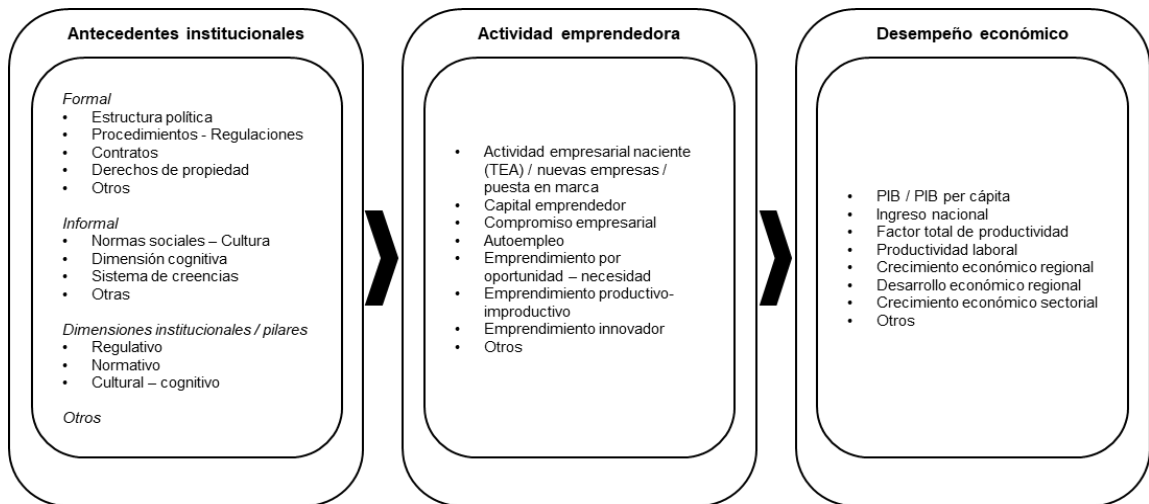 Antecedentes institucionales
Formal
• Estructura política
• Procedimientos - Regulaciones
• Contratos
• Derechos de propiedad
• Otros
Informal
• Normas sociales – Cultura
• Dimensión cognitiva
• Sistema de creencias
• Otras
Dimensiones institucionales / pilares
• Regulativo
• Normativo
• Cultural – cognitivo
Otros
Actividad emprendedora
• Actividad empresarial naciente
(TEA) / nuevas empresas /
puesta en marca
• Capital emprendedor
• Compromiso empresarial
• Autoempleo
• Emprendimiento por
oportunidad – necesidad
• Emprendimiento productivo-
improductivo
• Emprendimiento innovador
• Otros
Desempeño económico
• PIB / PIB per cápita
• Ingreso nacional
• Factor total de productividad
• Productividad laboral
• Crecimiento económico regional
• Desarrollo económico regional
• Crecimiento económico sectorial
• Otros